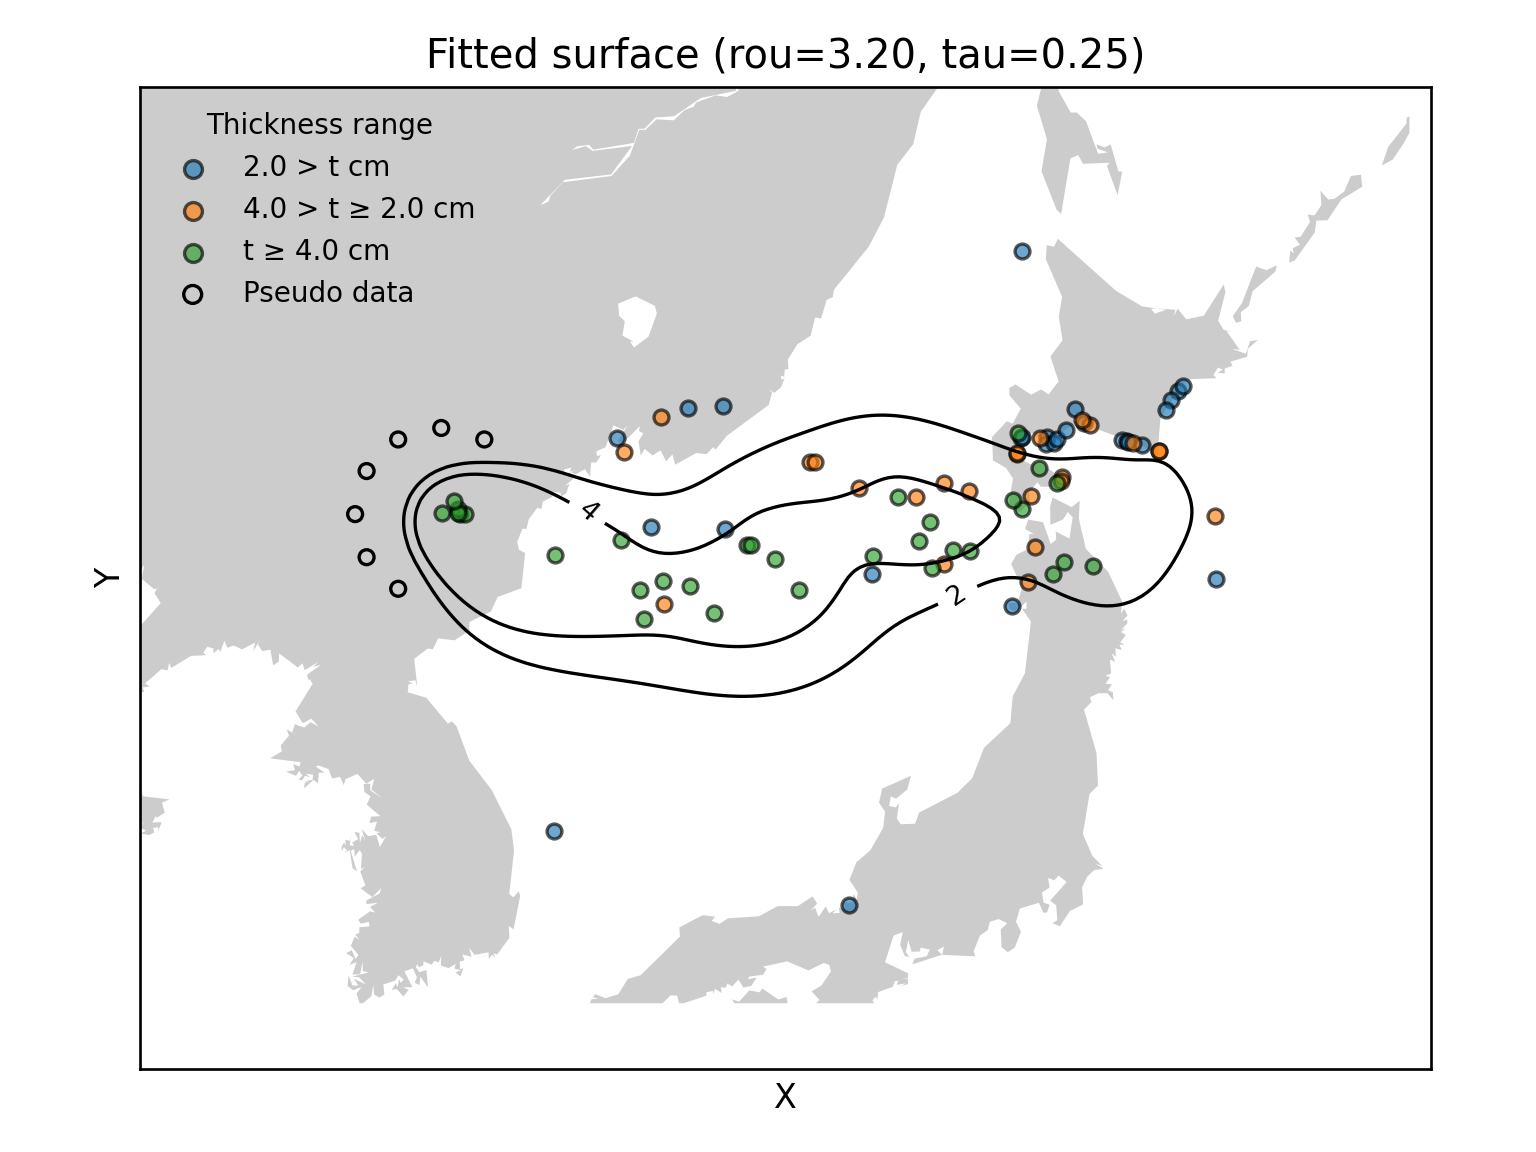 Fitted surface (rou=3.20, tau=0.25)
Thickness range
2.0 > t cm
4.0 > t ≥ 2.0 cm
t ≥ 4.0 cm
Pseudo data
4
2
Y
X